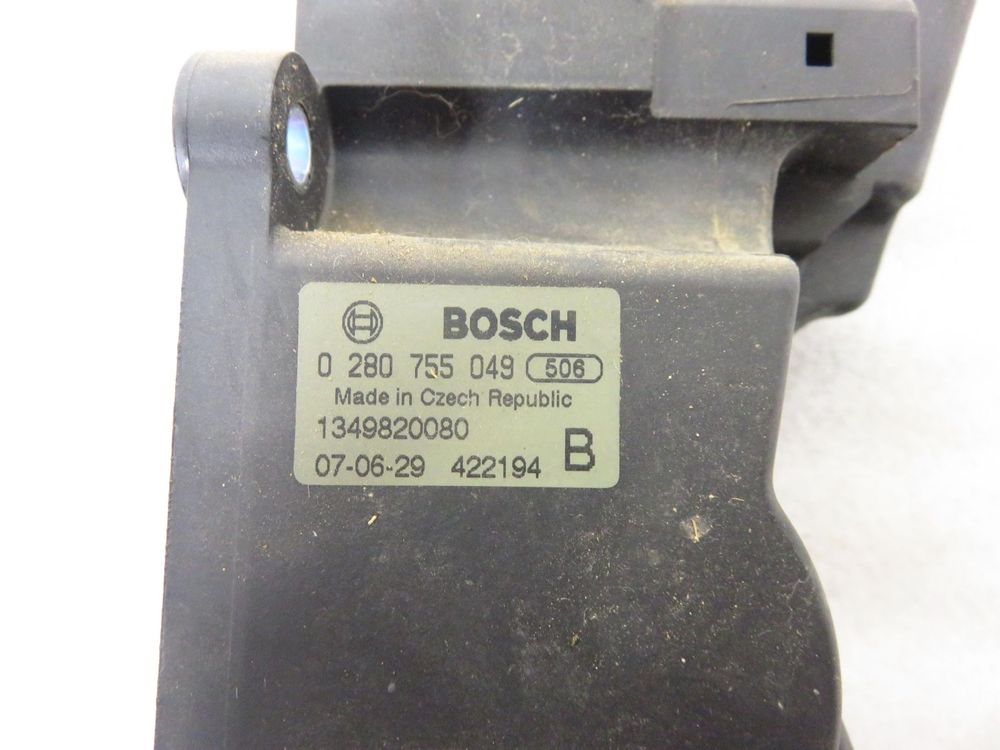 BOSCH
0 280 755 049 506
Made in Czech Republic
1349820080
07-06-29 422194 B